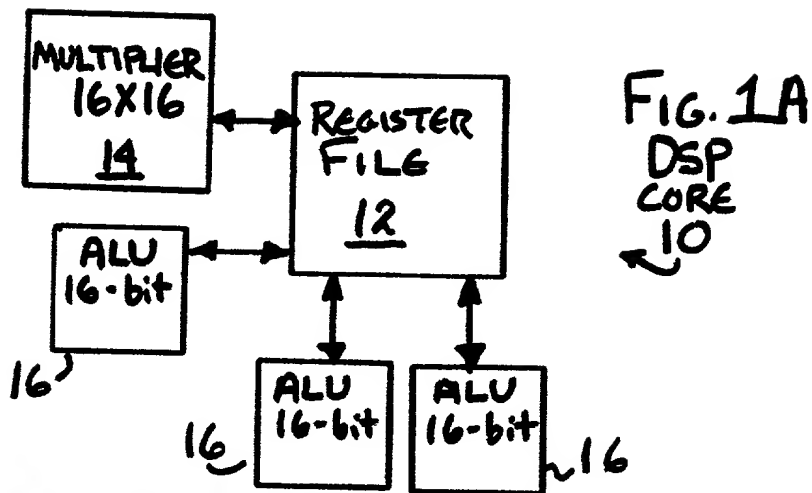 MULTIPLIER
16X16
14
REGISTER
FILE
12
FIG. 1A
DSP
CORE
10
ALU
16-bit
16
ALU
16-bit
16
ALU
16-bit
16